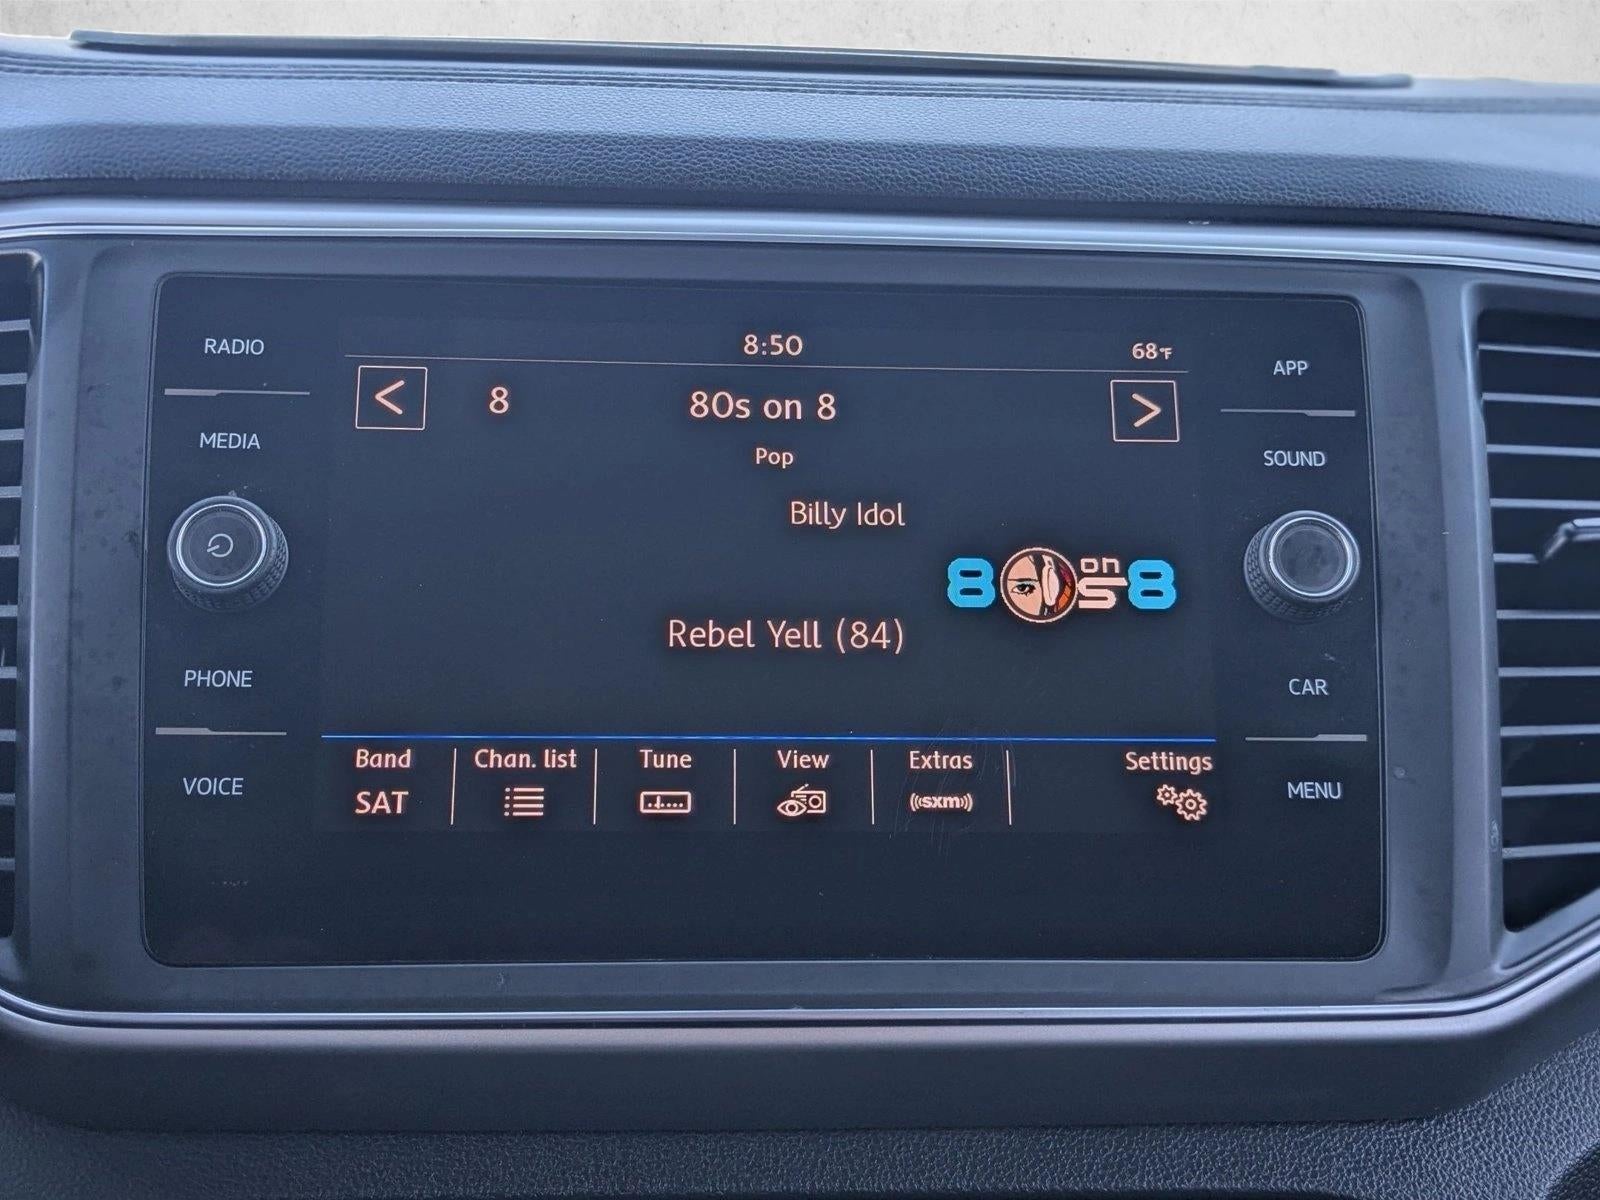 RADIO
MEDIA
PHONE
VOICE
8:50
68°F
< 8 80s on 8 >
Pop
Billy Idol
80s on 8
Rebel Yell (84)
Band Chan. list Tune View Extras Settings
SAT ((sxm))
APP
SOUND
CAR
MENU